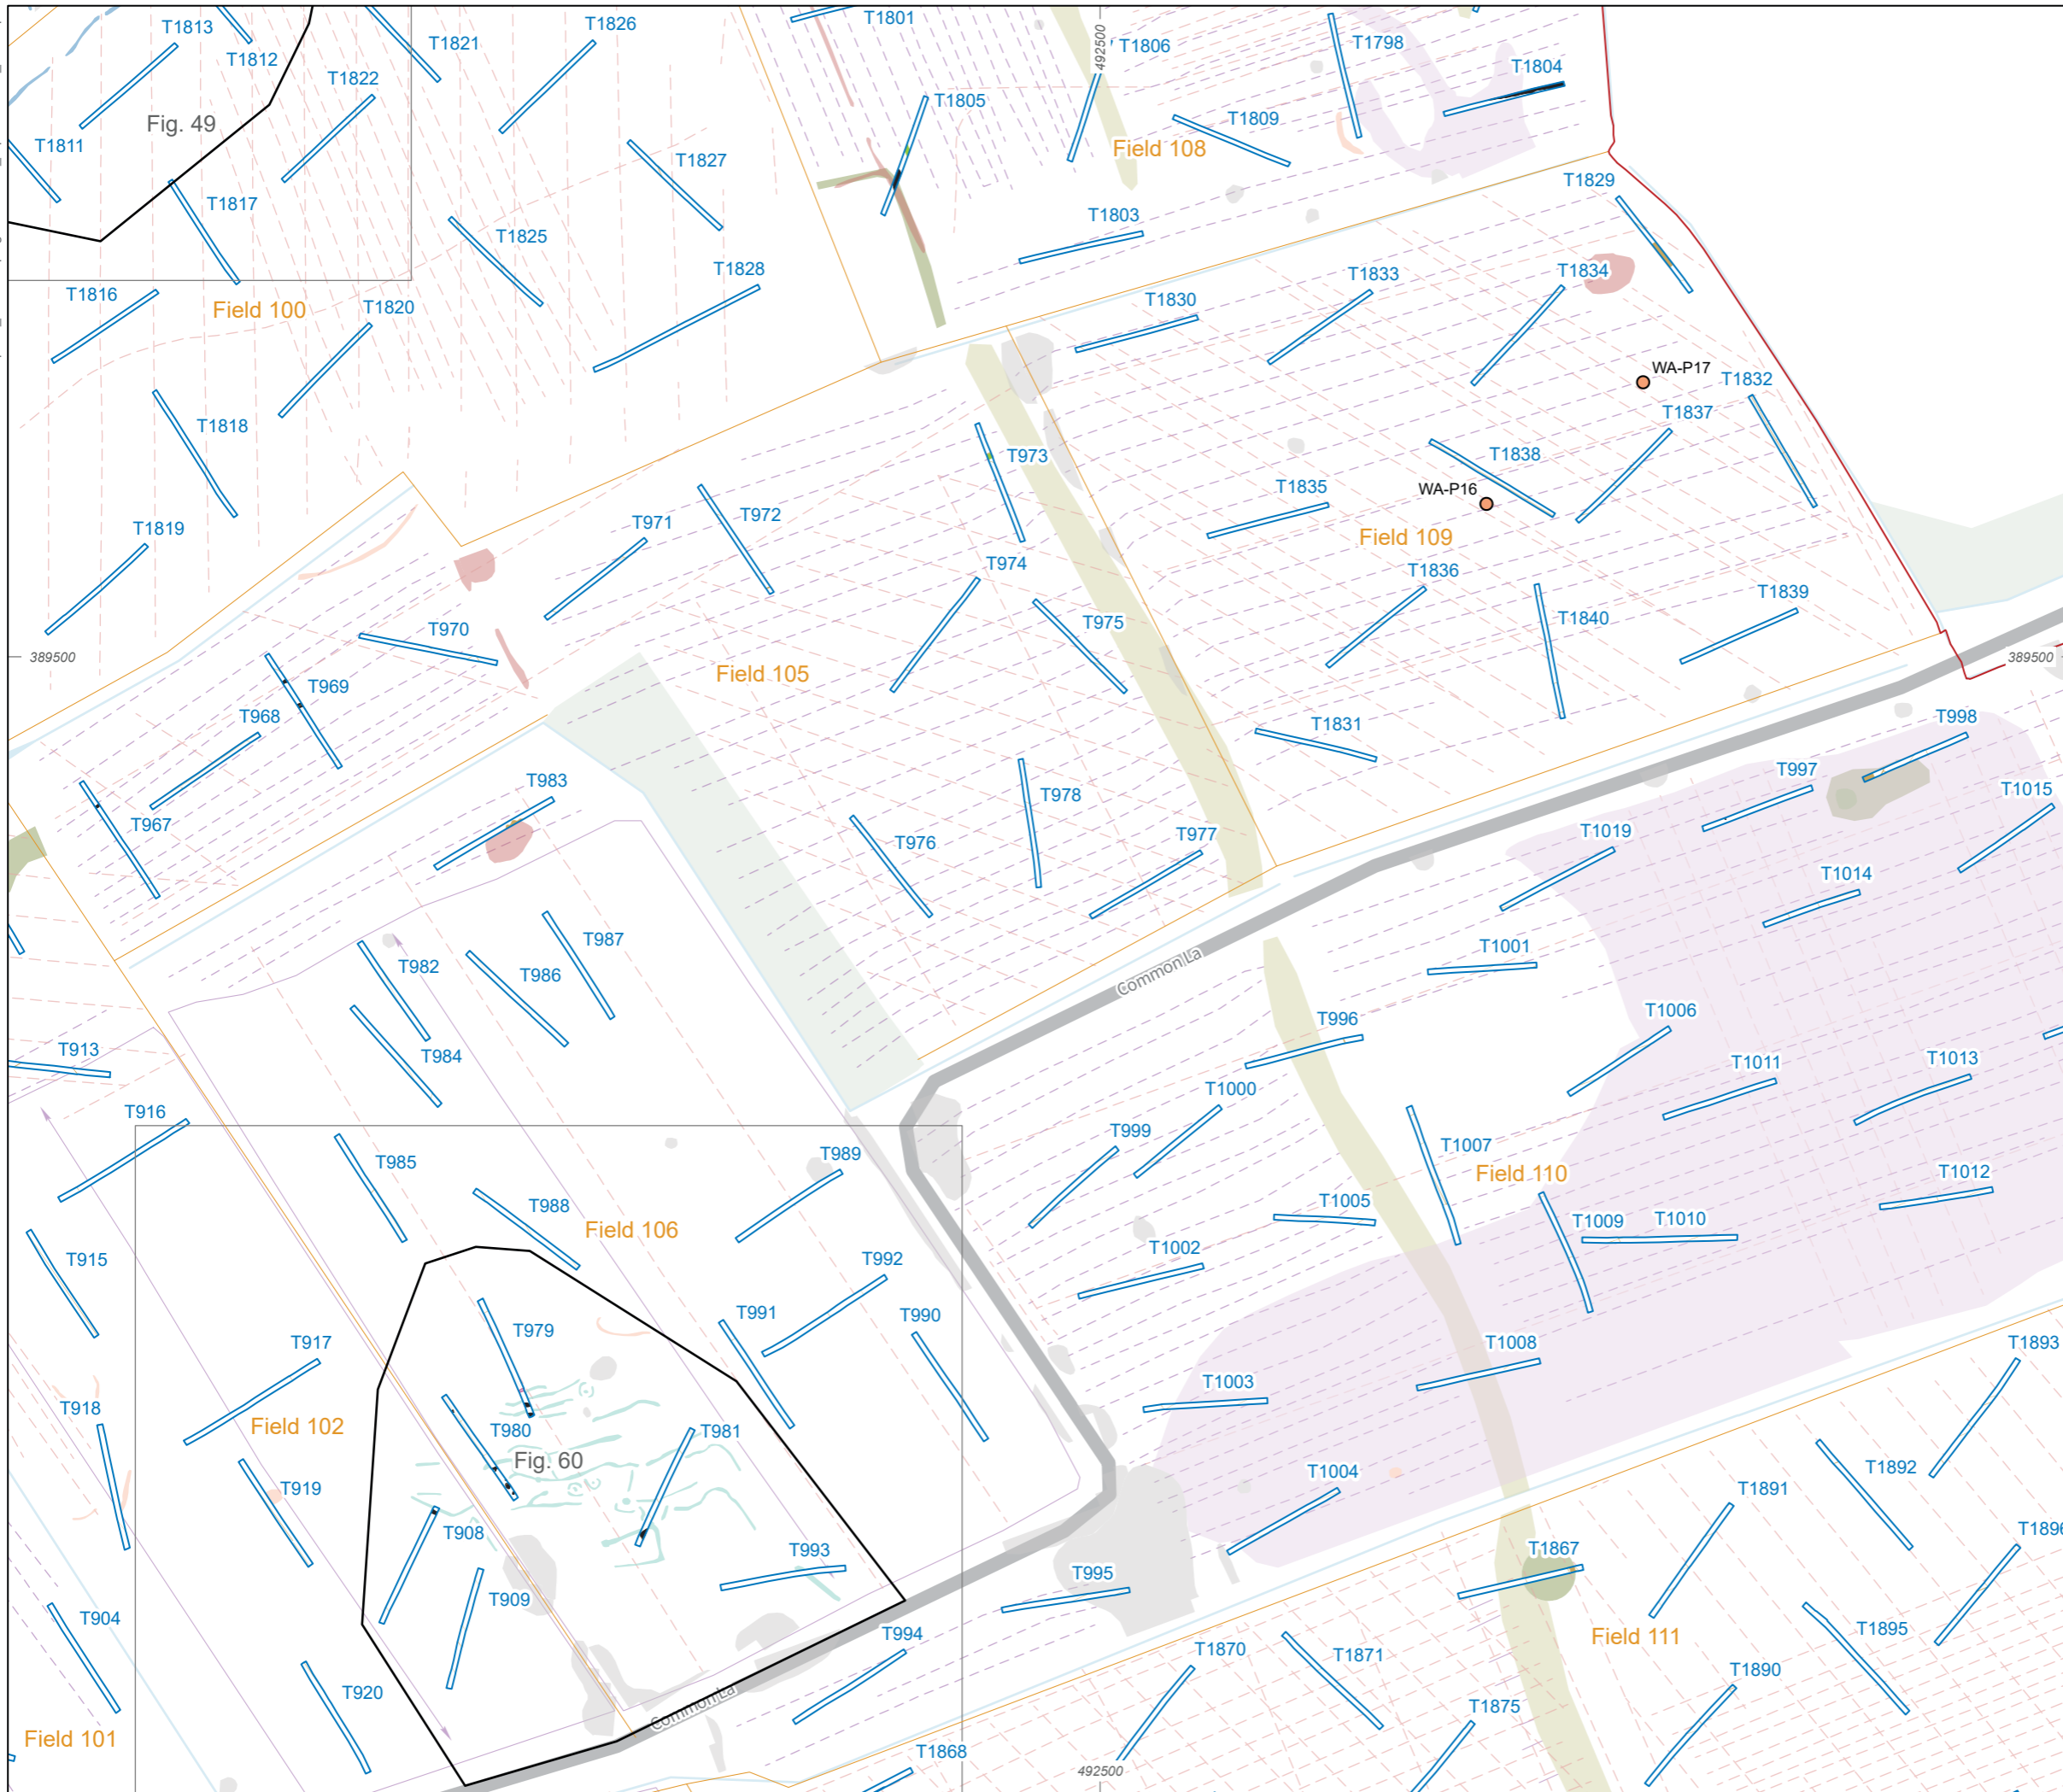 T1813
T1812
T1821
T1826
T1801
T1806
492500
T1798
T1804
T1822
Fig. 49
T1805
T1809
T1811
T1827
Field 108
T1829
T1817
T1825
T1803
T1828
T1833
T1834
T1816
Field 100
T1820
T1830
WA-P17
T1832
T1818
T1837
T973
T1838
T1819
T971
T972
T1835
WA-P16
Field 109
T974
T1836
T970
T975
T1840
T1839
389500
Field 105
389500
T969
T968
T1831
T998
T983
T978
T997
T1015
T967
T976
T977
T1019
T1014
T987
T982
T986
T1001
Common La
T984
T996
T1006
T913
T1000
T1011
T1013
T916
T999
T1007
T985
T989
Field 110
T1012
T988
Field 106
T1005
T1009
T1010
T915
T992
T1002
T979
T991
T990
T917
T1008
T1893
T918
Field 102
T980
T981
T1003
Fig. 60
T1004
T1892
T919
T1891
T908
T993
T1867
T1896
T909
T995
T904
T994
T1870
T1871
Field 111
T1895
T920
Common La
T1890
T1875
Field 101
T1868
492500